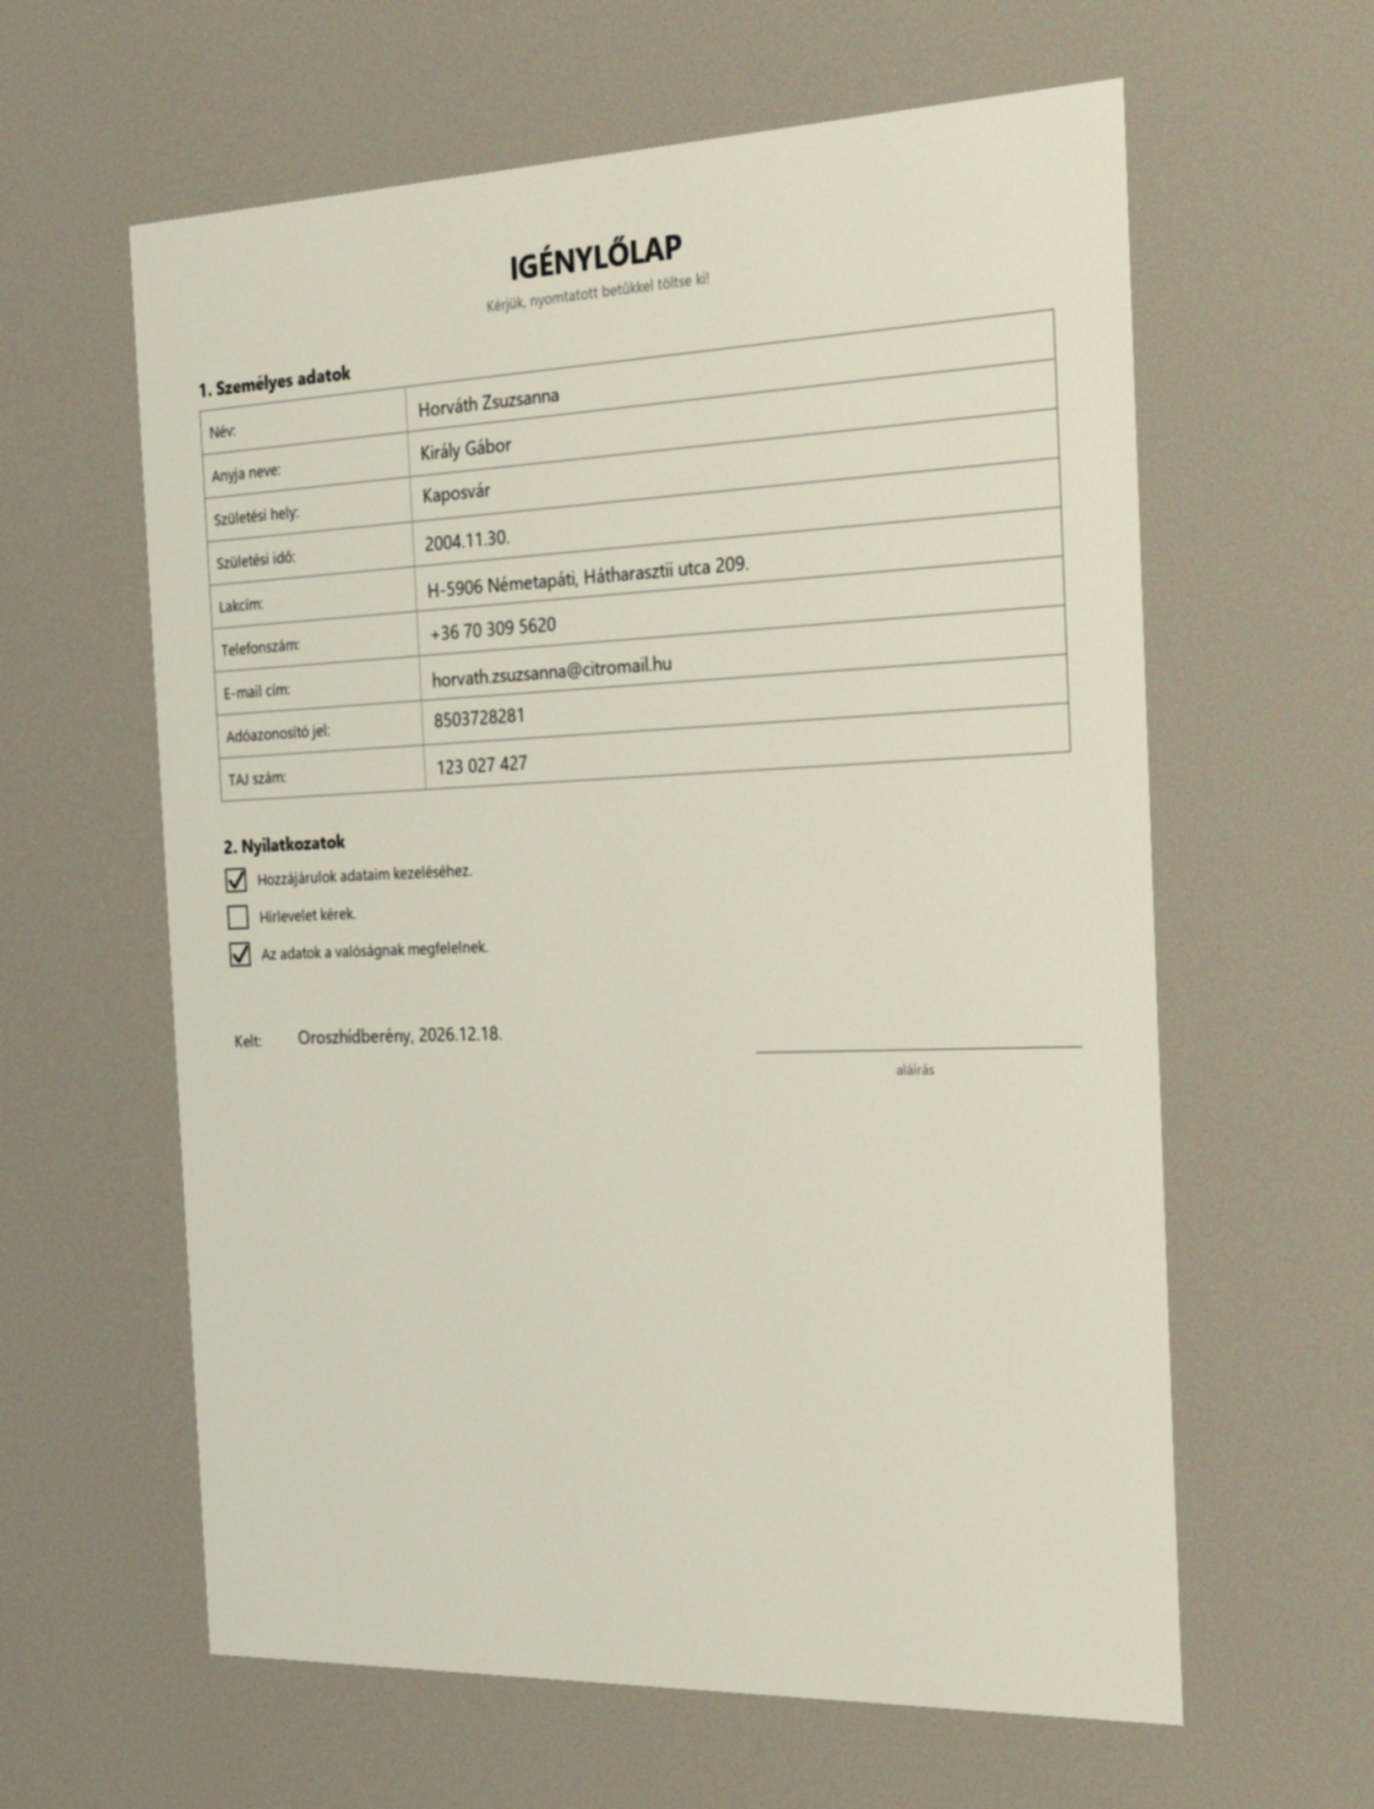 IGÉNYLŐLAP
Kérjük, nyomtatott betűkkel töltse ki!
1. Személyes adatok
Név: Horváth Zsuzsanna
Anyja neve: Király Gábor
Születési hely: Kaposvár
Születési idő: 2004.11.30.
Lakcím: H-5906 Németapáti, Hátharasztii utca 209.
Telefonszám: +36 70 309 5620
E-mail cím: horvath.zsuzsanna@citromail.hu
Adóazonosító jel: 8503728281
TAJ szám: 123 027 427
2. Nyilatkozatok
Hozzájárulok adataim kezeléséhez.
Hírlevelet kérek.
Az adatok a valóságnak megfelelnek.
Kelt: Oroszhídberény, 2026.12.18.
aláírás